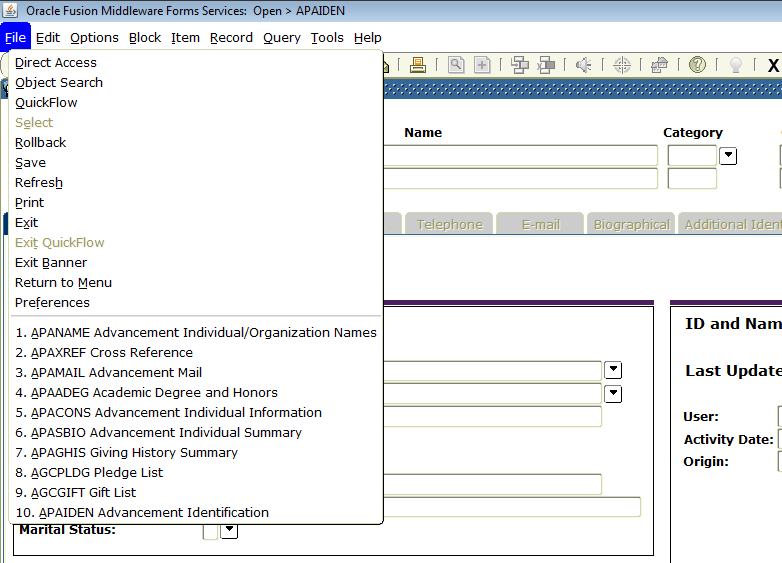 Oracle Fusion Middleware Forms Services: Open > APAIDEN
File Edit Options Block Item Record Query Tools Help
Direct Access
Object Search
QuickFlow
Select
Rollback
Save
Refresh
Print
Exit
Exit QuickFlow
Exit Banner
Return to Menu
Preferences
1. APANAME Advancement Individual/Organization Names
2. APAXREF Cross Reference
3. APAMAIL Advancement Mail
4. APAADEG Academic Degree and Honors
5. APACONS Advancement Individual Information
6. APASBIO Advancement Individual Summary
7. APAGHIS Giving History Summary
8. AGCPLDG Pledge List
9. AGCGIFT Gift List
10. APAIDEN Advancement Identification
Marital Status:
X
Name Category
Telephone E-mail Biographical Additional Ident
ID and Nam
Last Update
User:
Activity Date:
Origin: